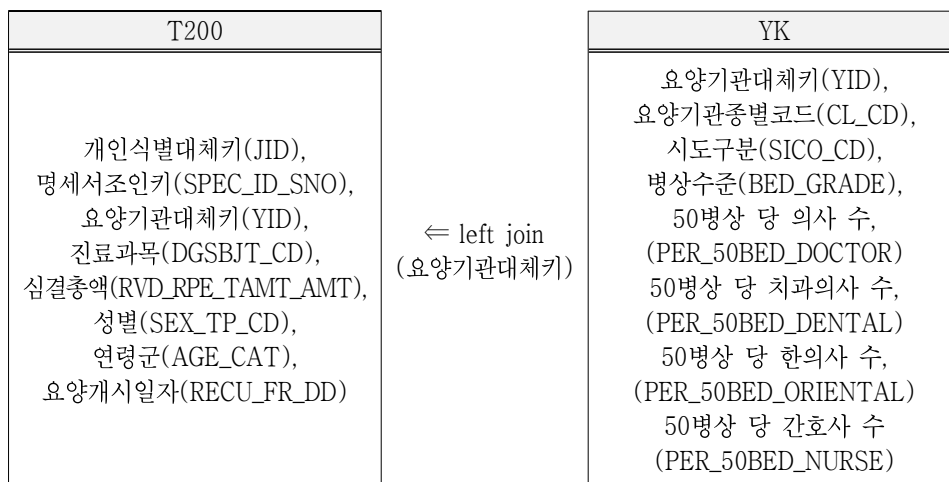 T200
개인식별대체키(JID),
명세서조인키(SPEC_ID_SNO),
요양기관대체키(YID),
진료과목(DGSBJT_CD),
심결총액(RVD_RPE_TAMT_AMT),
성별(SEX_TP_CD),
연령군(AGE_CAT),
요양개시일자(RECU_FR_DD)
⇐ left join
(요양기관대체키)
YK
요양기관대체키(YID),
요양기관종별코드(CL_CD),
시도구분(SICO_CD),
병상수준(BED_GRADE),
50병상 당 의사 수,
(PER_50BED_DOCTOR)
50병상 당 치과의사 수,
(PER_50BED_DENTAL)
50병상 당 한의사 수,
(PER_50BED_ORIENTAL)
50병상 당 간호사 수
(PER_50BED_NURSE)